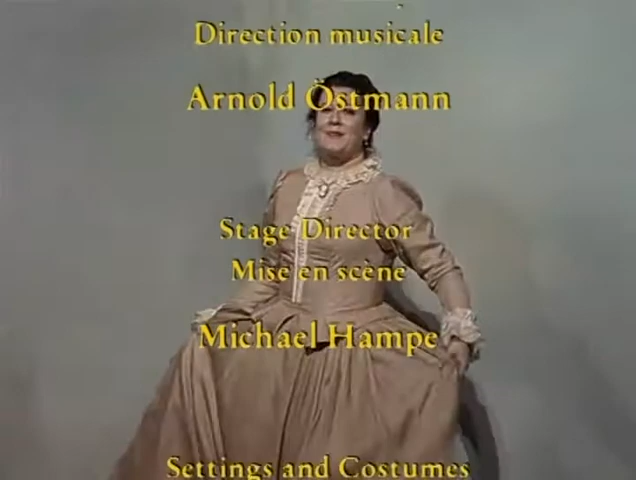 Direction musicale
Arnold Östmann
Stage Director
Mise en scène
Michael Hampe
Settings and Costumes